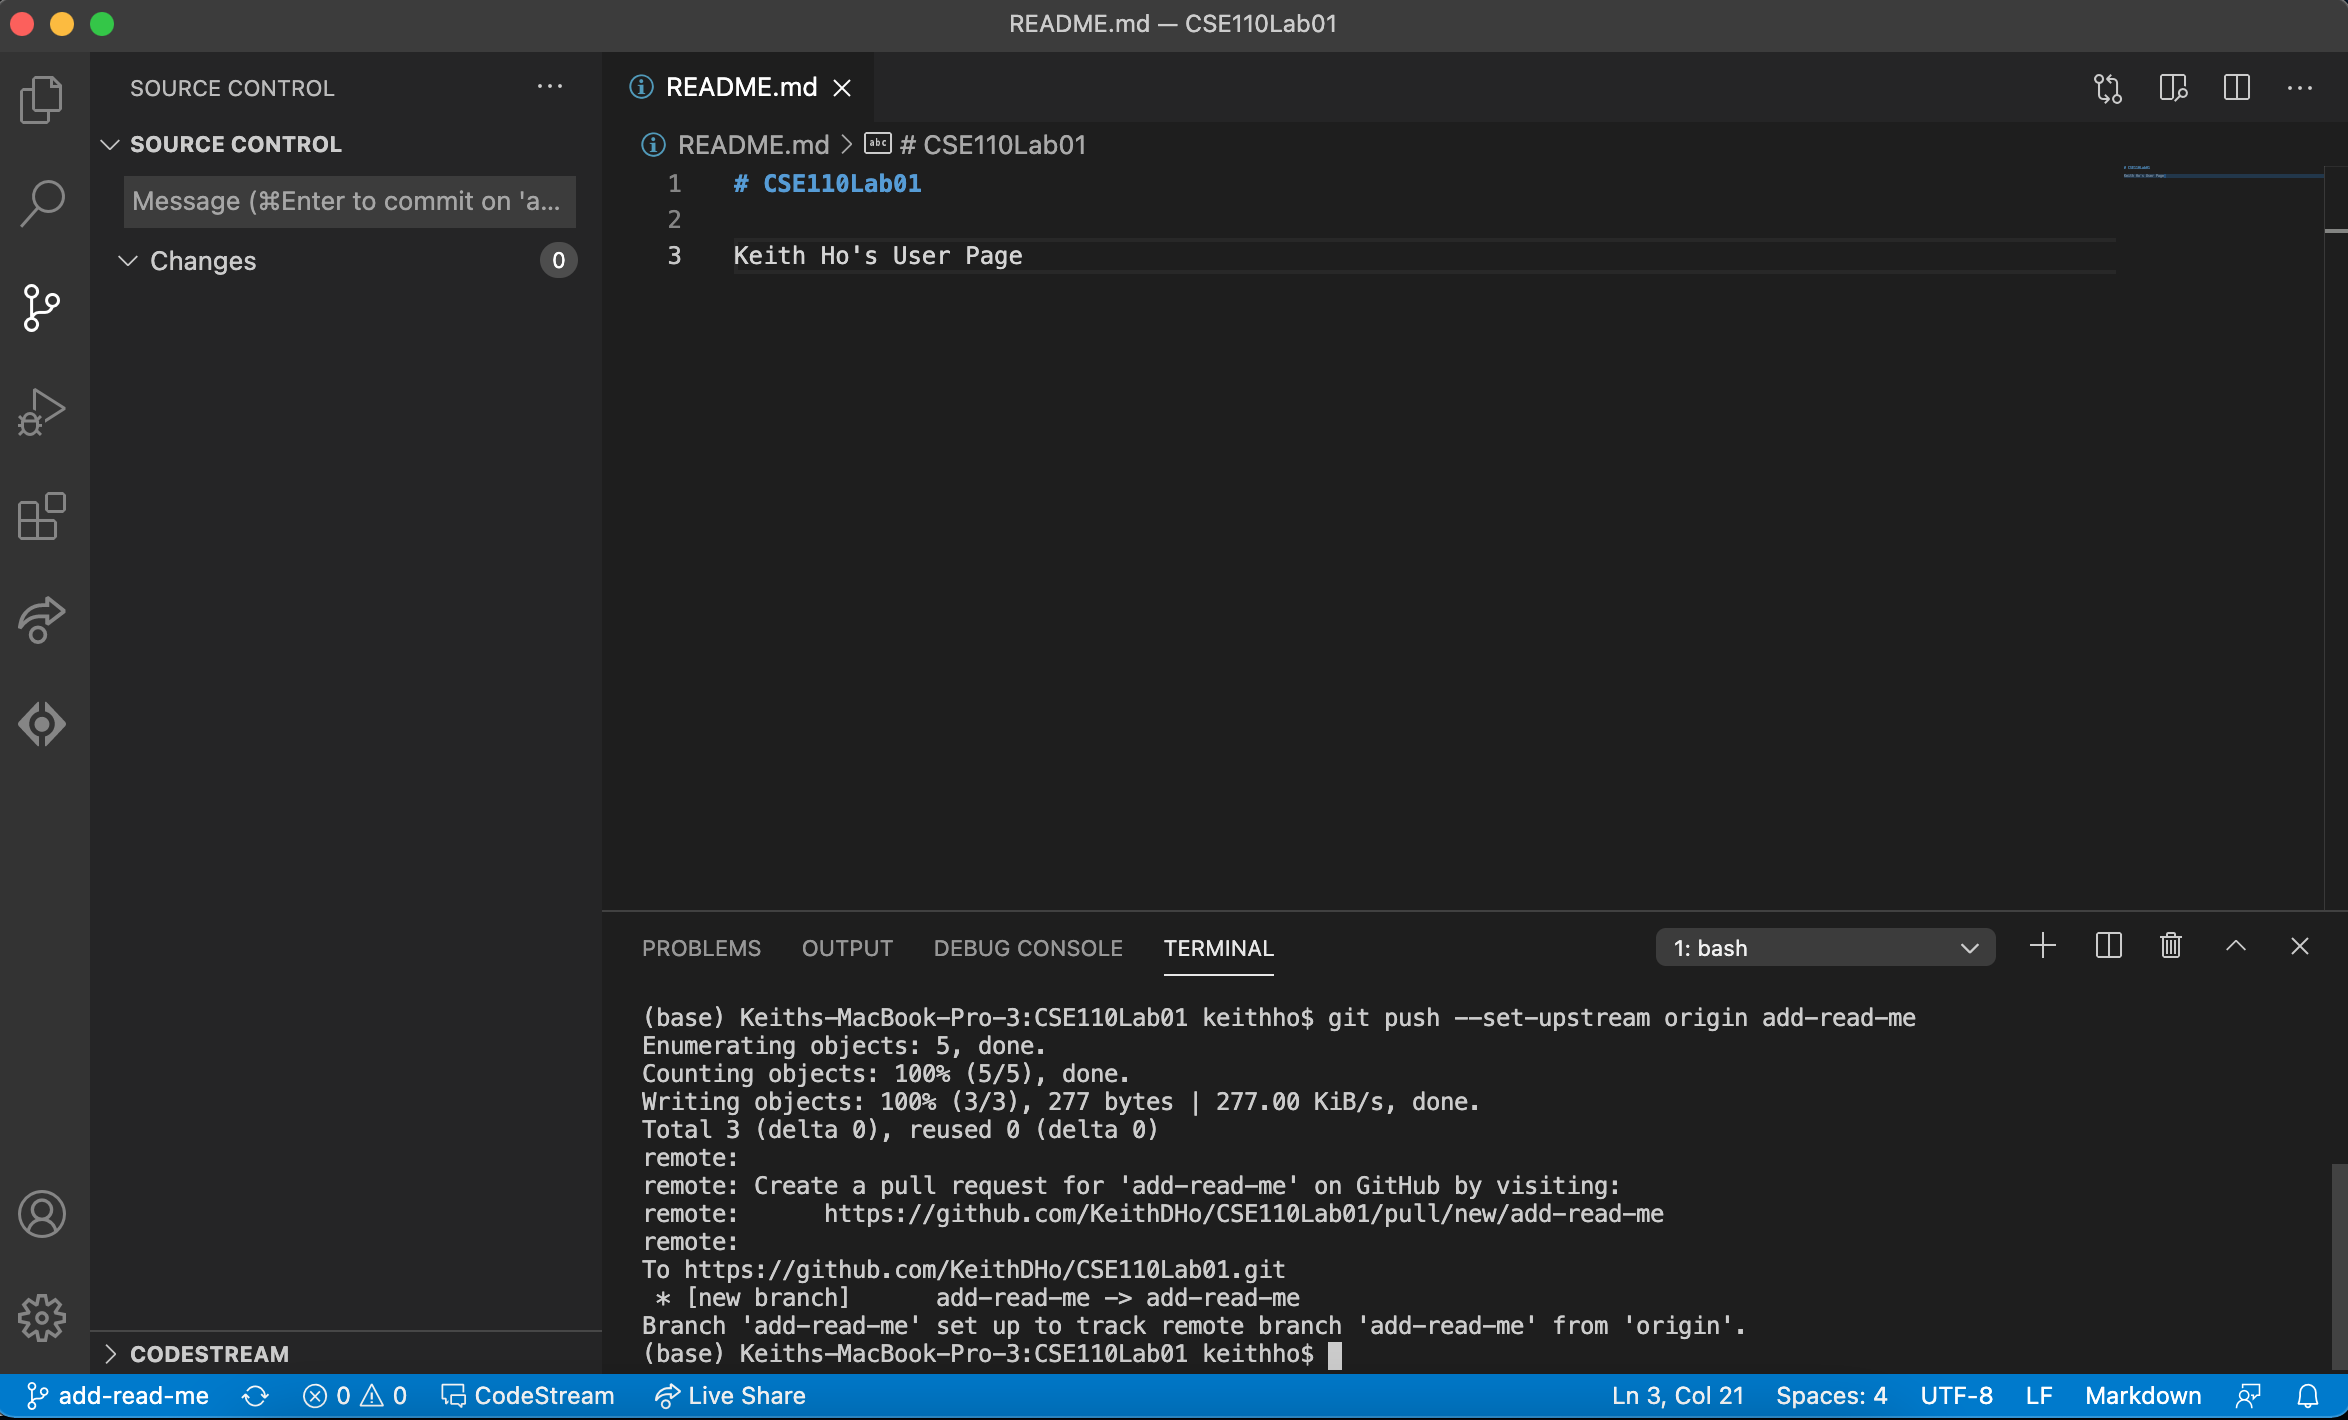 README.md — CSE110Lab01
SOURCE CONTROL
SOURCE CONTROL
Message (⌘Enter to commit on 'a...
Changes 0
README.md
README.md > abc # CSE110Lab01
1 # CSE110Lab01
2
3 Keith Ho's User Page
PROBLEMS OUTPUT DEBUG CONSOLE TERMINAL 1: bash
(base) Keiths-MacBook-Pro-3:CSE110Lab01 keithho$ git push --set-upstream origin add-read-me
Enumerating objects: 5, done.
Counting objects: 100% (5/5), done.
Writing objects: 100% (3/3), 277 bytes | 277.00 KiB/s, done.
Total 3 (delta 0), reused 0 (delta 0)
remote:
remote: Create a pull request for 'add-read-me' on GitHub by visiting:
remote:      https://github.com/KeithDHo/CSE110Lab01/pull/new/add-read-me
remote:
To https://github.com/KeithDHo/CSE110Lab01.git
 * [new branch]      add-read-me -> add-read-me
Branch 'add-read-me' set up to track remote branch 'add-read-me' from 'origin'.
(base) Keiths-MacBook-Pro-3:CSE110Lab01 keithho$
CODESTREAM
add-read-me 0 0 CodeStream Live Share Ln 3, Col 21 Spaces: 4 UTF-8 LF Markdown